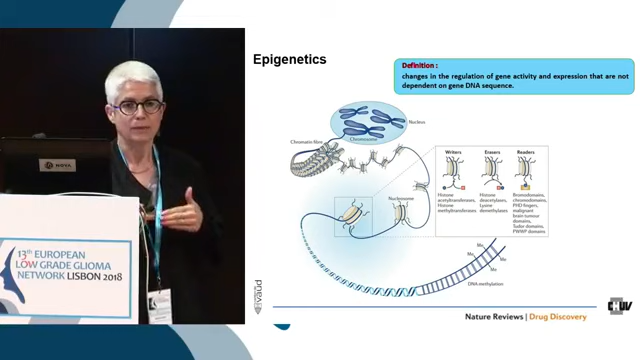 Epigenetics
Definition :
changes in the regulation of gene activity and expression that are not
dependent on gene DNA sequence.
Chromosome
Nucleus
Chromatin fibre
Writers
Erasers
Readers
Histone
acetyltransferases,
Histone
methyltransferases
Histone
deacetylases,
Lysine
demethylases
Bromodomains,
chromodomains,
PHD fingers,
malignant
brain tumour
domains,
Tudor domains,
PWWP domains
Nucleosome
Me
Me
Me
Me
DNA methylation
Nature Reviews | Drug Discovery
13th EUROPEAN
LOW GRADE GLIOMA
NETWORK LISBON 2018